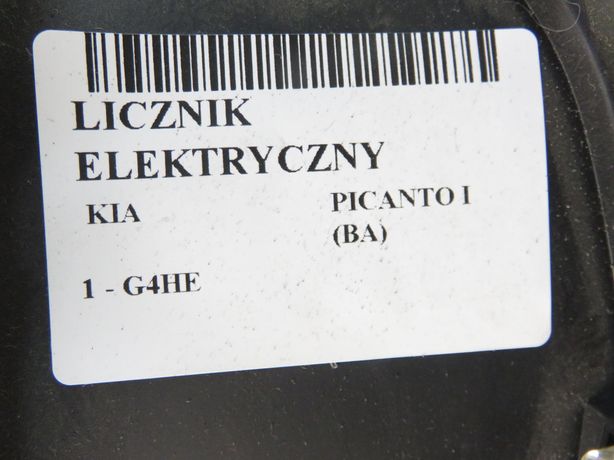 LICZNIK
ELEKTRYCZNY
KIA PICANTO I
(BA)
1 - G4HE